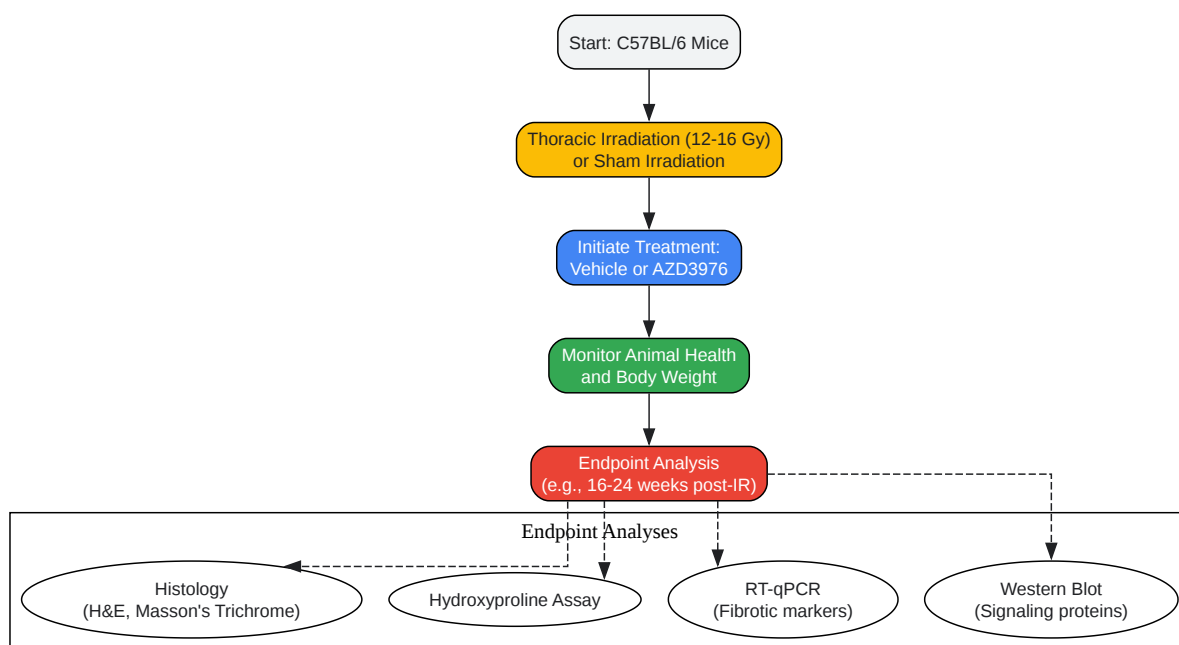 Start: C57BL/6 Mice
Thoracic Irradiation (12-16 Gy)
or Sham Irradiation
Initiate Treatment:
Vehicle or AZD3976
Monitor Animal Health
and Body Weight
Endpoint Analysis
(e.g., 16-24 weeks post-IR)
Endpoint Analyses
Histology
(H&E, Masson's Trichrome)
Hydroxyproline Assay
RT-qPCR
(Fibrotic markers)
Western Blot
(Signaling proteins)